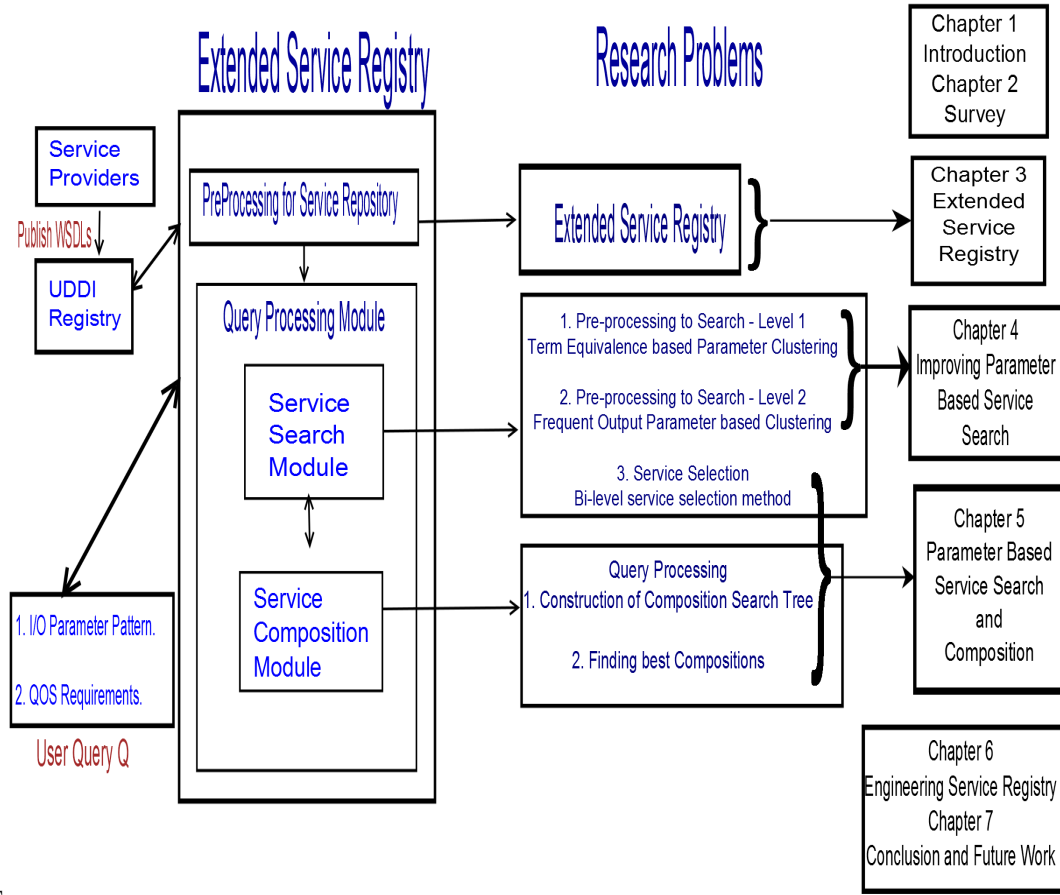 Extended Service Registry
Research Problems
Chapter 1
Introduction
Chapter 2
Survey
Service
Providers
Publish WSDLs
UDDI
Registry
PreProcessing for Service Repository
Extended Service Registry
Chapter 3
Extended
Service
Registry
Query Processing Module
Service
Search
Module
1. Pre-processing to Search - Level 1
Term Equivalence based Parameter Clustering
2. Pre-processing to Search - Level 2
Frequent Output Parameter based Clustering
3. Service Selection
Bi-level service selection method
Chapter 4
Improving Parameter
Based Service
Search
Service
Composition
Module
Query Processing
1. Construction of Composition Search Tree
2. Finding best Compositions
Chapter 5
Parameter Based
Service Search
and
Composition
1. I/O Parameter Pattern.
2. QOS Requirements.
User Query Q
Chapter 6
Engineering Service Registry
Chapter 7
Conclusion and Future Work